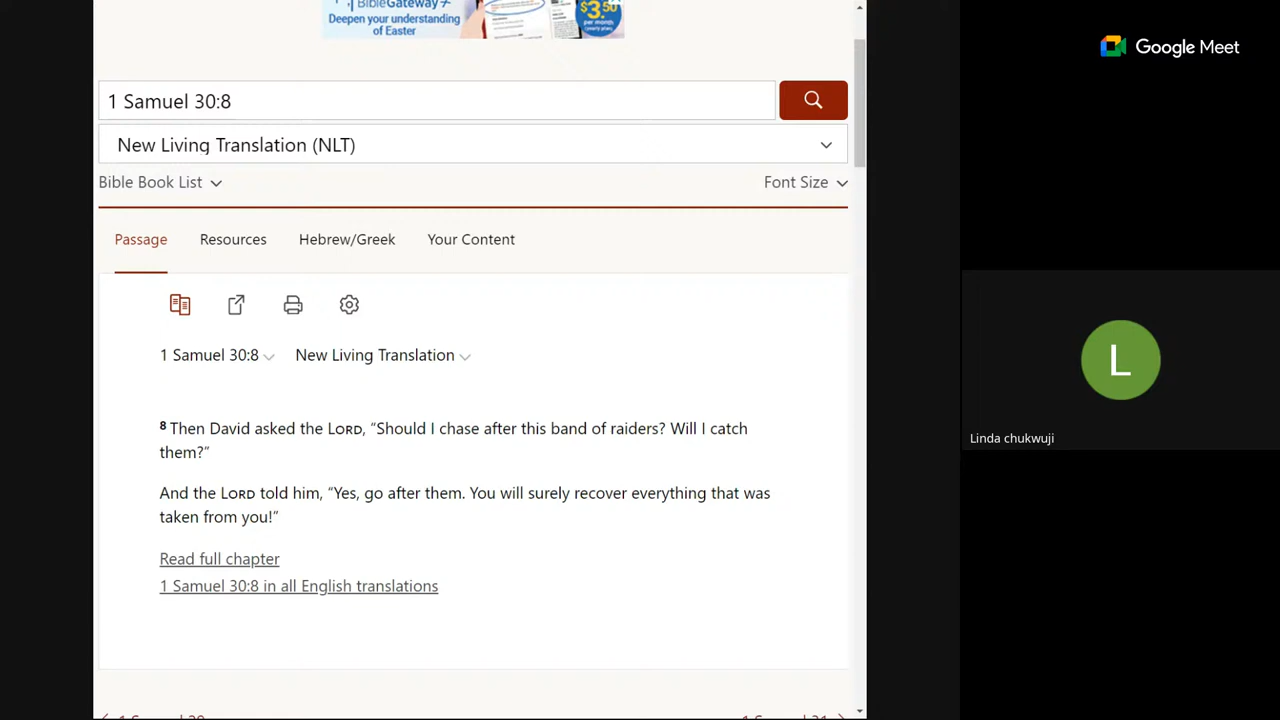 BibleGateway
Deepen your understanding
of Easter
$3.50
per month
Google Meet
1 Samuel 30:8
New Living Translation (NLT)
Bible Book List
Font Size
Passage
Resources
Hebrew/Greek
Your Content
1 Samuel 30:8
New Living Translation
8 Then David asked the LORD, “Should I chase after this band of raiders? Will I catch
them?”
And the LORD told him, “Yes, go after them. You will surely recover everything that was
taken from you!”
Read full chapter
1 Samuel 30:8 in all English translations
L
Linda chukwuji